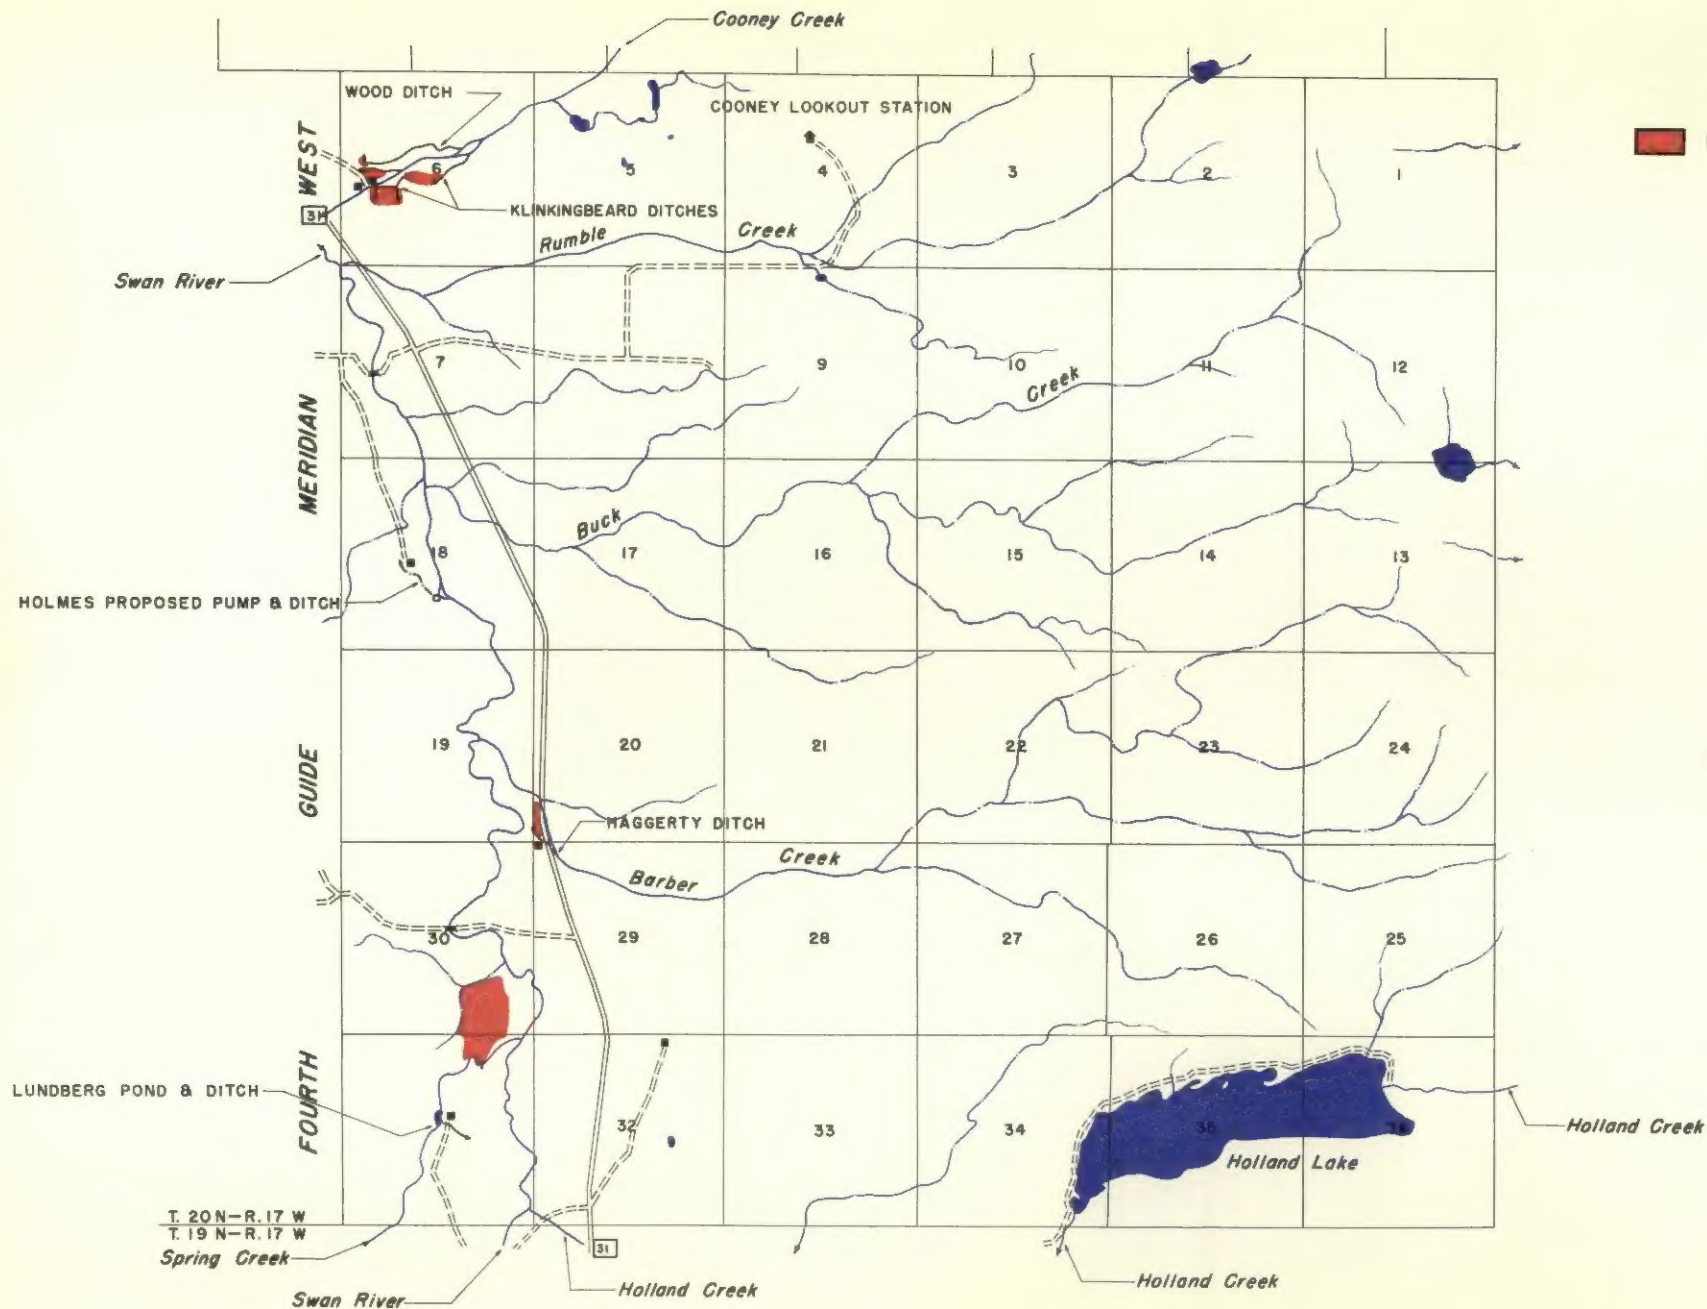 Cooney Creek
WOOD DITCH
COONEY LOOKOUT STATION
WEST
6
5
4
3
2
1
KLINKINGBEARD DITCHES
31
Rumble Creek
Swan River
7
9
10
11
12
Creek
MERIDIAN
Buck
18
17
16
15
14
13
HOLMES PROPOSED PUMP & DITCH
19
20
21
22
23
24
GUIDE
HAGGERTY DITCH
Creek
Barber
30
29
28
27
26
25
LUNDBERG POND & DITCH
FOURTH
32
33
34
35
36
Holland Creek
Holland Lake
T. 20 N-R. 17 W
T. 19 N-R. 17 W
Spring Creek
31
Swan River
Holland Creek
Holland Creek